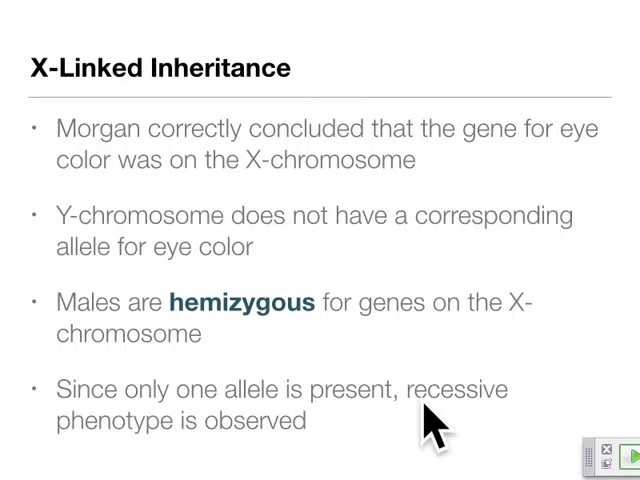 X-Linked Inheritance
• Morgan correctly concluded that the gene for eye
color was on the X-chromosome
• Y-chromosome does not have a corresponding
allele for eye color
• Males are hemizygous for genes on the X-
chromosome
• Since only one allele is present, recessive
phenotype is observed